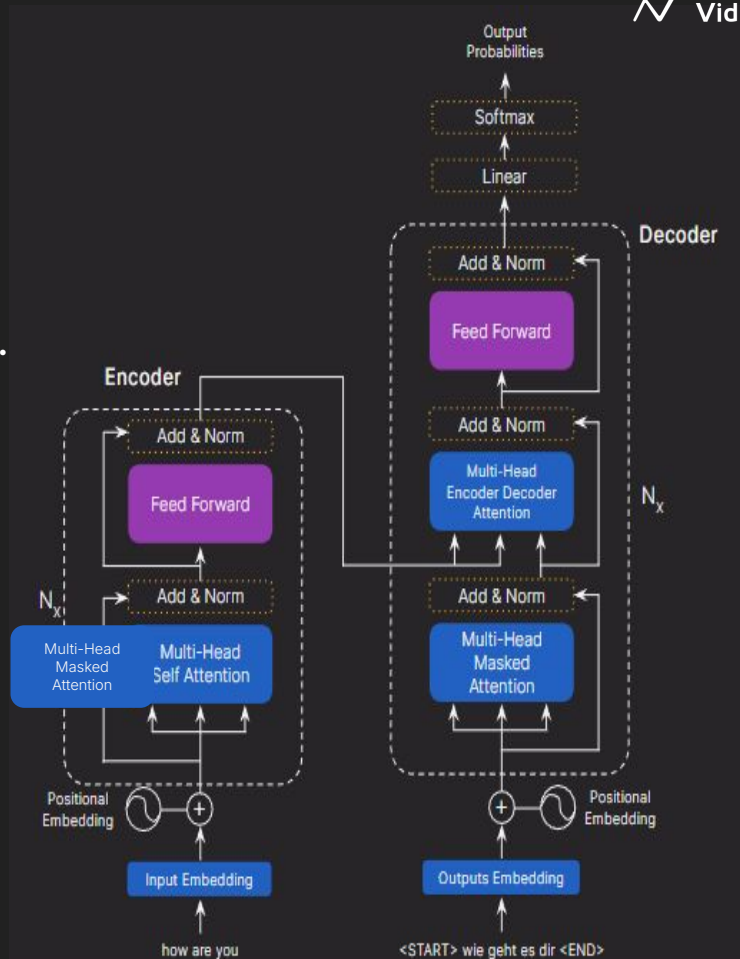 Vid
Output
Probabilities
Softmax
Linear
Decoder
Add & Norm
Feed Forward
Add & Norm
Multi-Head
Encoder Decoder
Attention
Nx
Add & Norm
Multi-Head
Masked
Attention
Positional
Embedding
+
Outputs Embedding
<START> wie geht es dir <END>
.
Encoder
Add & Norm
Feed Forward
Nx
Add & Norm
Multi-Head
Masked
Attention
Multi-Head
Self Attention
Positional
Embedding
+
Input Embedding
how are you